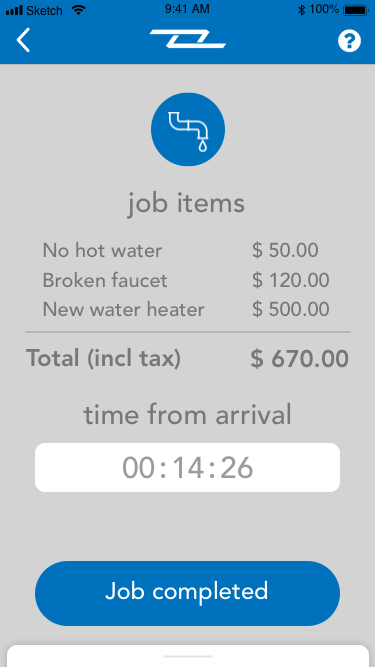 Sketch 9:41 AM 100%
?
job items
No hot water $ 50.00
Broken faucet $ 120.00
New water heater $ 500.00
Total (incl tax) $ 670.00
time from arrival
00:14:26
Job completed